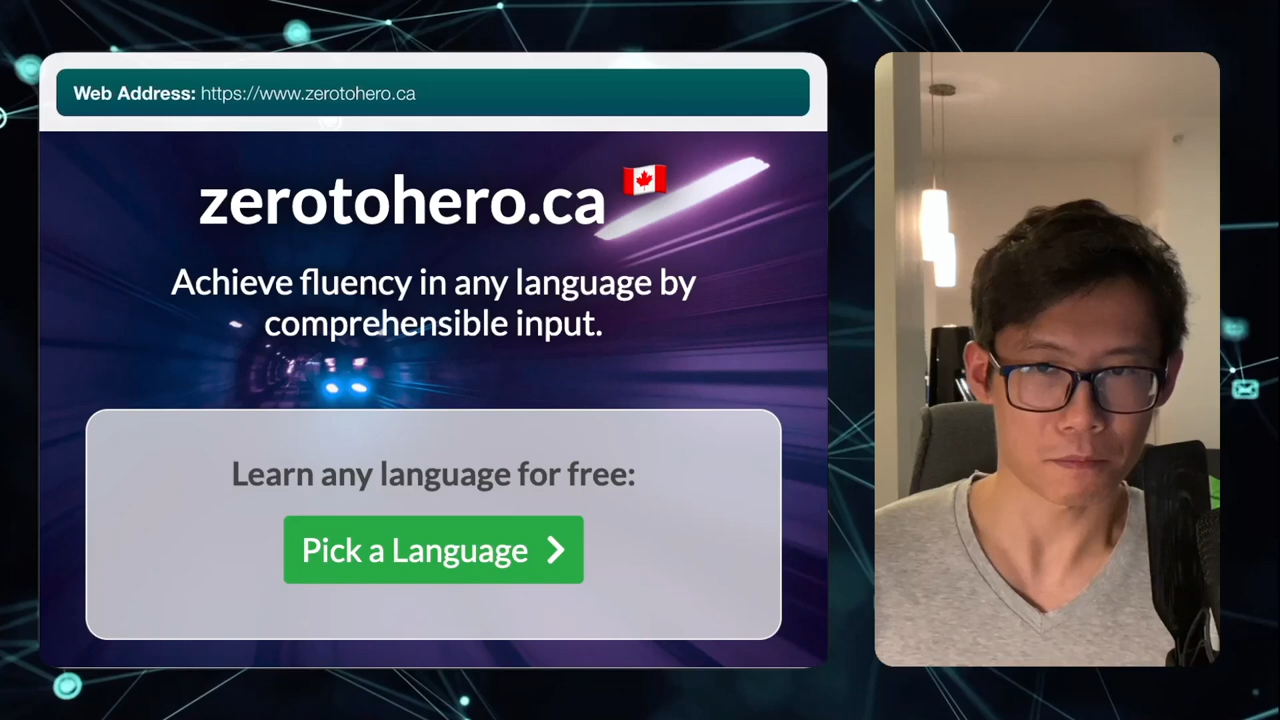 Web Address: https://www.zerotohero.ca
zerotohero.ca
Achieve fluency in any language by
comprehensible input.
Learn any language for free:
Pick a Language